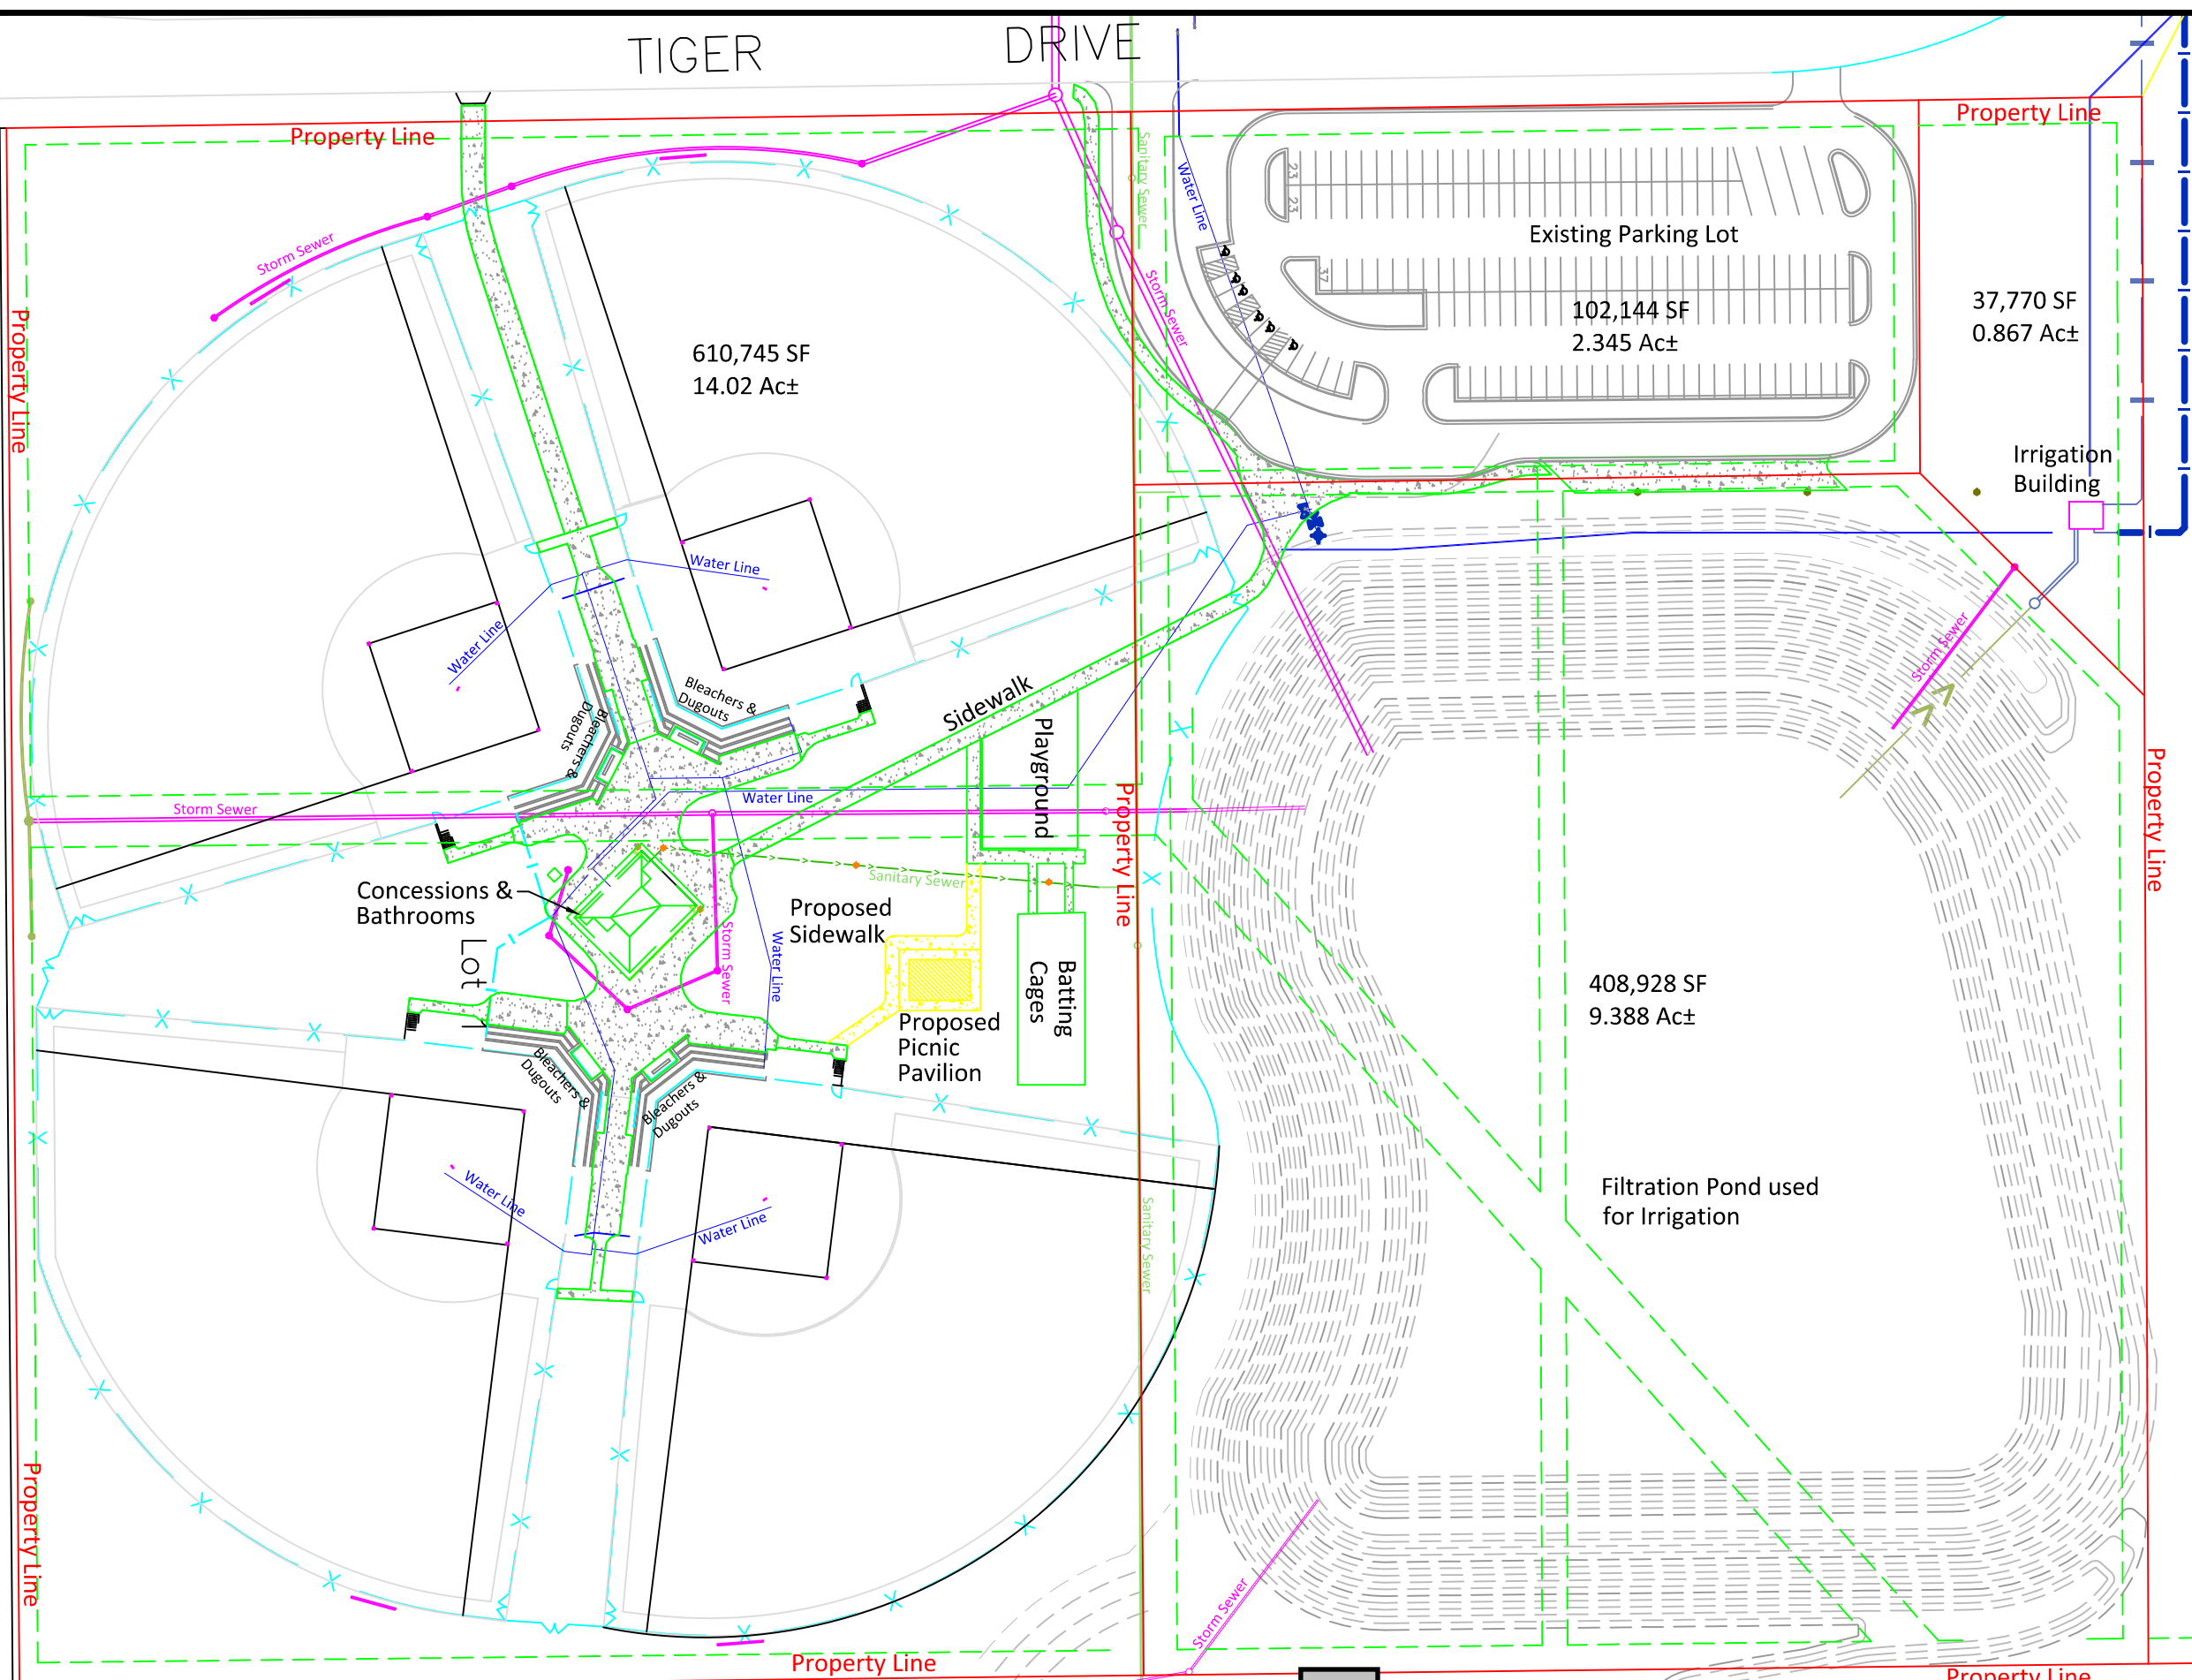 TIGER DRIVE
Property Line
Property Line
Storm Sewer
Sanitary Sewer
Water Line
23
23
Existing Parking Lot
37
102,144 SF
2.345 Ac±
37,770 SF
0.867 Ac±
Property Line
Storm Sewer
610,745 SF
14.02 Ac±
Irrigation
Building
Water Line
Water Line
Storm Sewer
Bleachers &
Dugouts
Bleachers &
Dugouts
Sidewalk
Playground
Water Line
Storm Sewer
Property Line
Property Line
Sanitary Sewer
Concessions &
Bathrooms
Proposed
Sidewalk
Lot 1
Storm Sewer
Water Line
Batting
Cages
Proposed
Picnic
Pavilion
408,928 SF
9.388 Ac±
Bleachers &
Dugouts
Bleachers &
Dugouts
Water Line
Water Line
Sanitary Sewer
Filtration Pond used
for Irrigation
Property Line
Storm Sewer
Property Line
Property Line